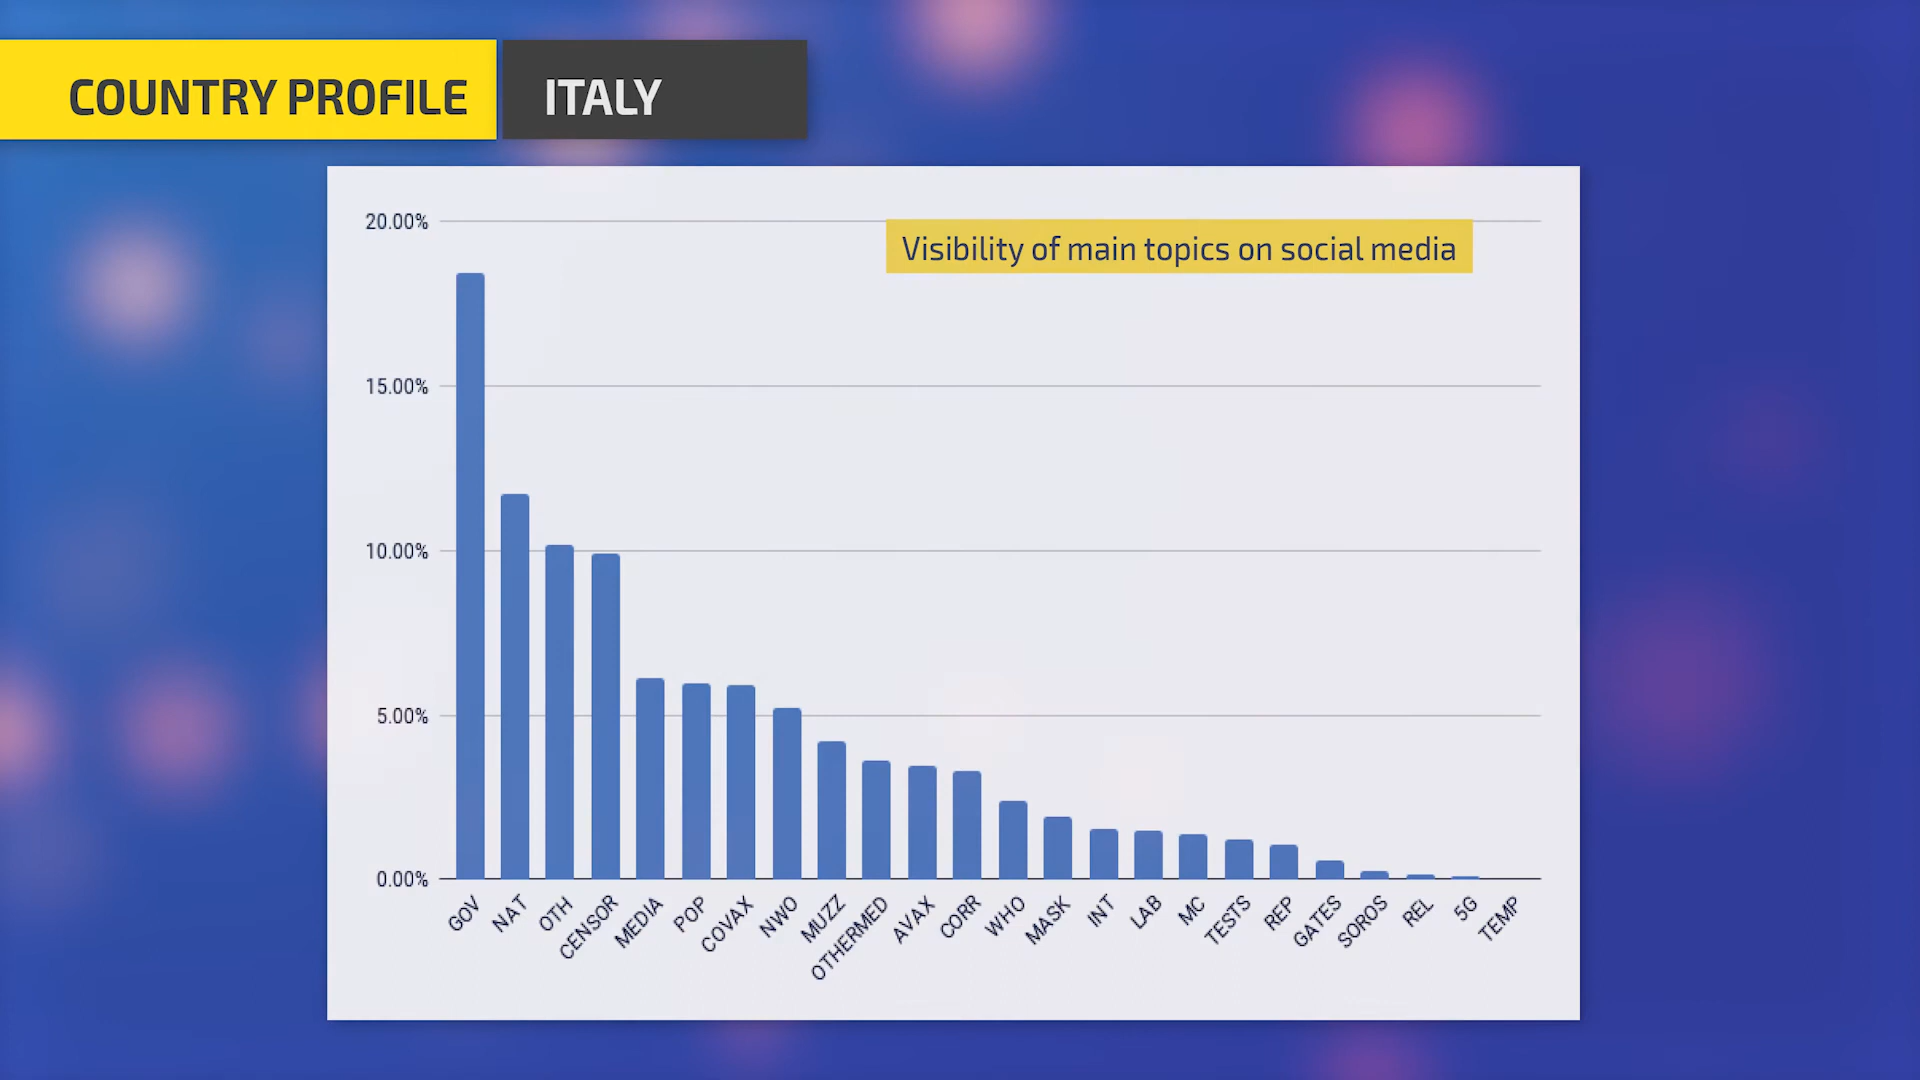 COUNTRY PROFILE
ITALY
Visibility of main topics on social media
20.00%
15.00%
10.00%
5.00%
0.00%
GOV
NAT
OTH
CENSOR
MEDIA
POP
COVAX
NWO
MUZZ
OTHERMED
AVAX
CORR
WHO
MASK
INT
LAB
MC
TESTS
REP
GATES
SOROS
REL
5G
TEMP